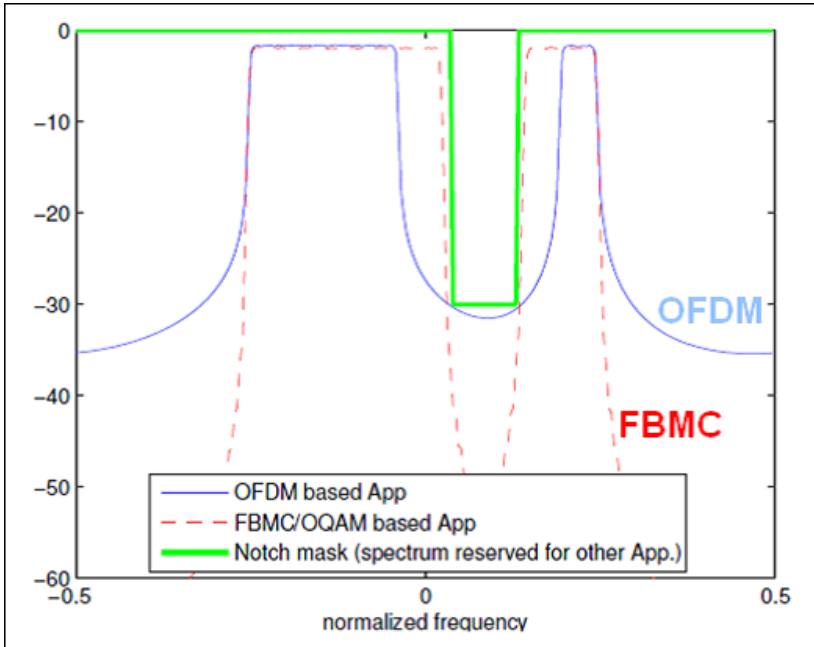 0
−10
−20
−30
OFDM
−40
FBMC
−50
OFDM based App
FBMC/OQAM based App
Notch mask (spectrum reserved for other App.)
−60
−0.5 0 0.5
normalized frequency